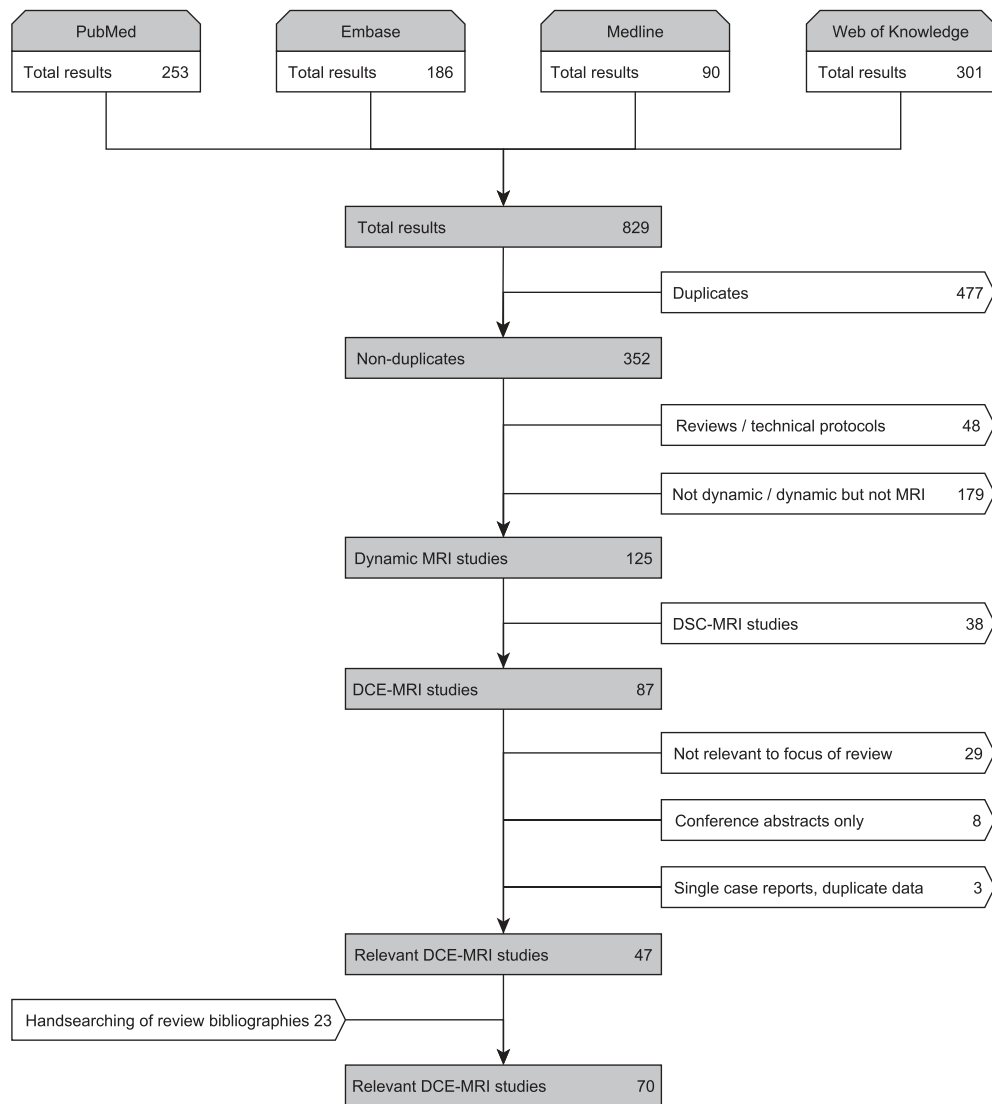 PubMed
Total results 253
Embase
Total results 186
Medline
Total results 90
Web of Knowledge
Total results 301
Total results 829
Duplicates 477
Non-duplicates 352
Reviews / technical protocols 48
Not dynamic / dynamic but not MRI 179
Dynamic MRI studies 125
DSC-MRI studies 38
DCE-MRI studies 87
Not relevant to focus of review 29
Conference abstracts only 8
Single case reports, duplicate data 3
Relevant DCE-MRI studies 47
Handsearching of review bibliographies 23
Relevant DCE-MRI studies 70